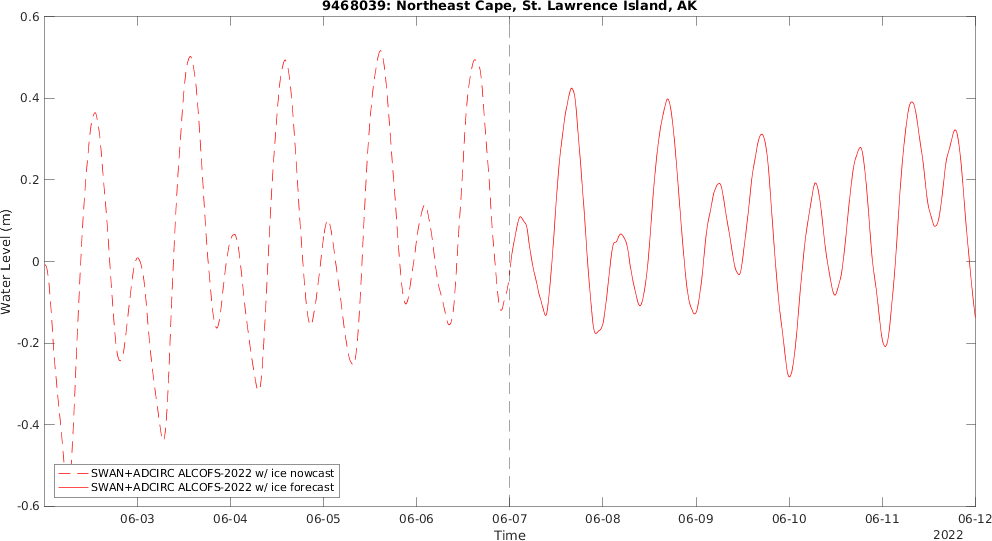 9468039: Northeast Cape, St. Lawrence Island, AK
0.6
0.4
0.2
0
-0.2
-0.4
-0.6
Water Level (m)
SWAN+ADCIRC ALCOFS-2022 w/ ice nowcast
SWAN+ADCIRC ALCOFS-2022 w/ ice forecast
06-03 06-04 06-05 06-06 06-07 06-08 06-09 06-10 06-11 06-12
Time
2022